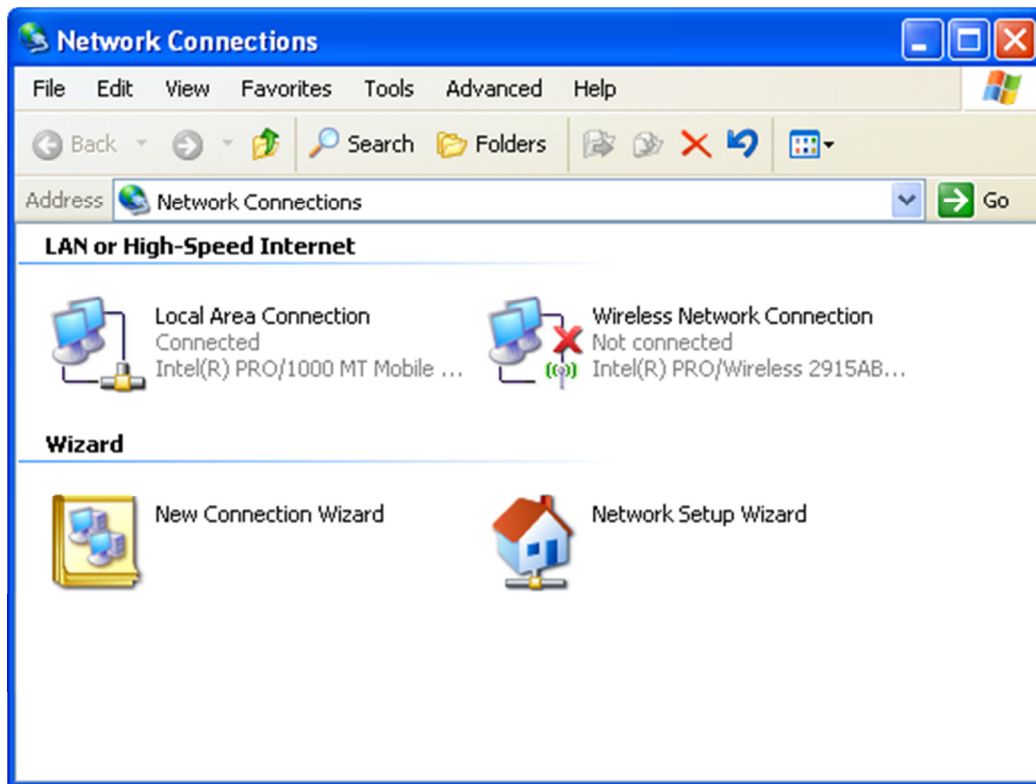 Network Connections
File Edit View Favorites Tools Advanced Help
Back Search Folders
Address Network Connections Go
LAN or High-Speed Internet
Local Area Connection
Connected
Intel(R) PRO/1000 MT Mobile ...
Wireless Network Connection
Not connected
Intel(R) PRO/Wireless 2915AB...
Wizard
New Connection Wizard
Network Setup Wizard